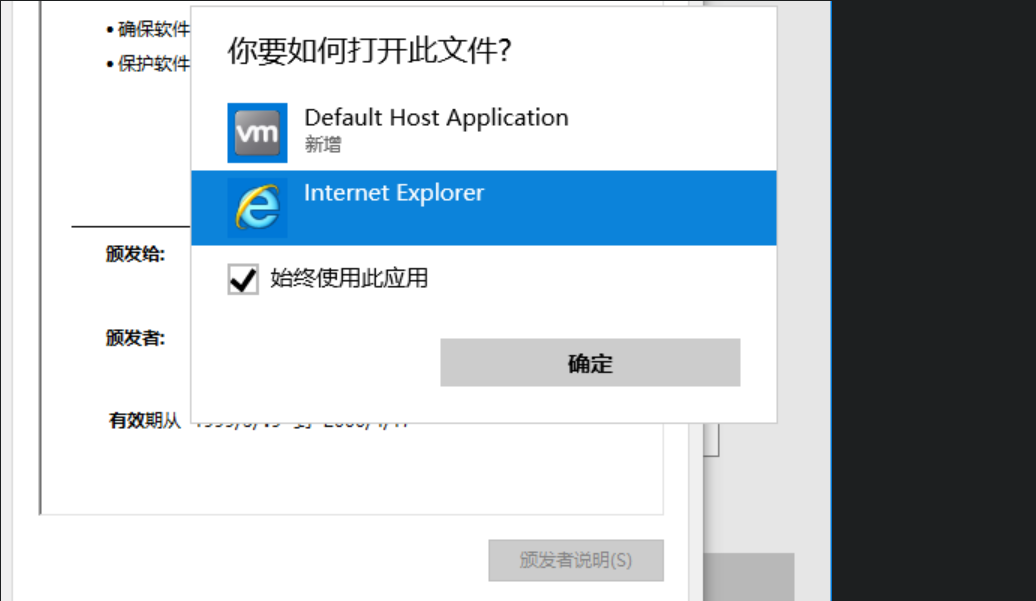 • 确保软件
• 保护软件
你要如何打开此文件?
vm
Default Host Application
新增
Internet Explorer
始终使用此应用
确定
颁发给:
颁发者:
有效期从
颁发者说明(S)